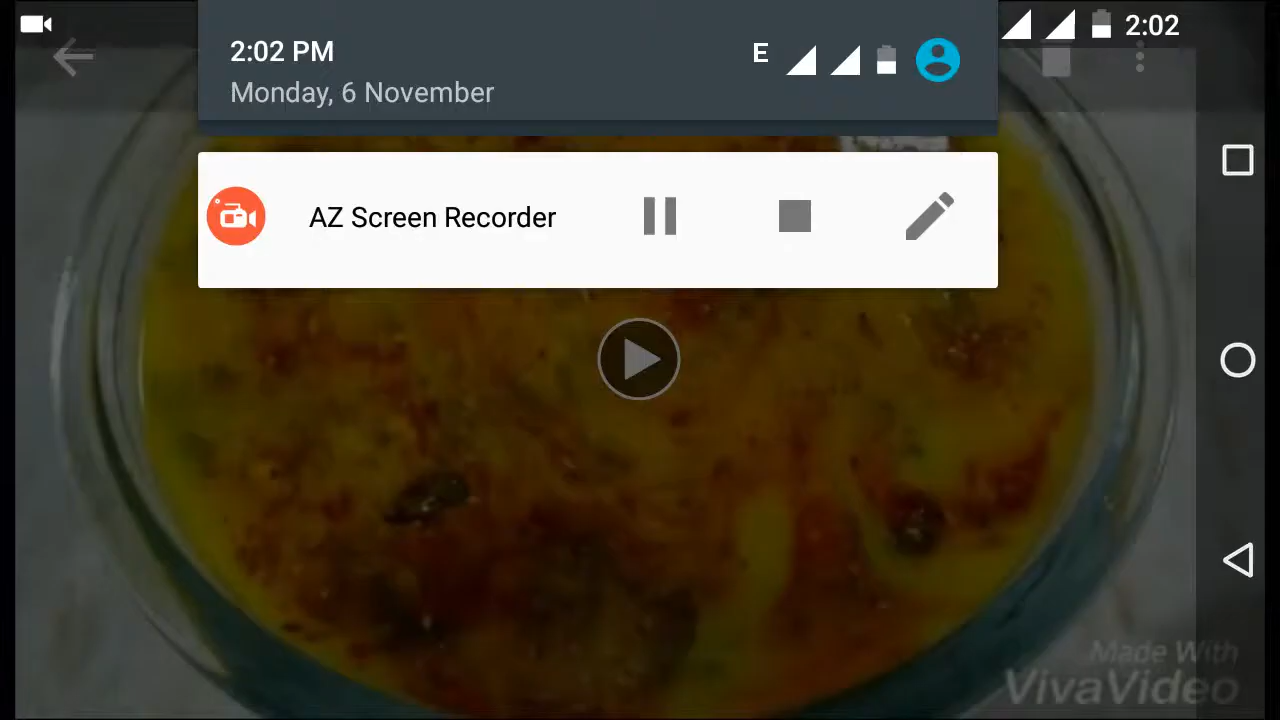 2:02
2:02 PM
E
Monday, 6 November
AZ Screen Recorder
Made With
VivaVideo